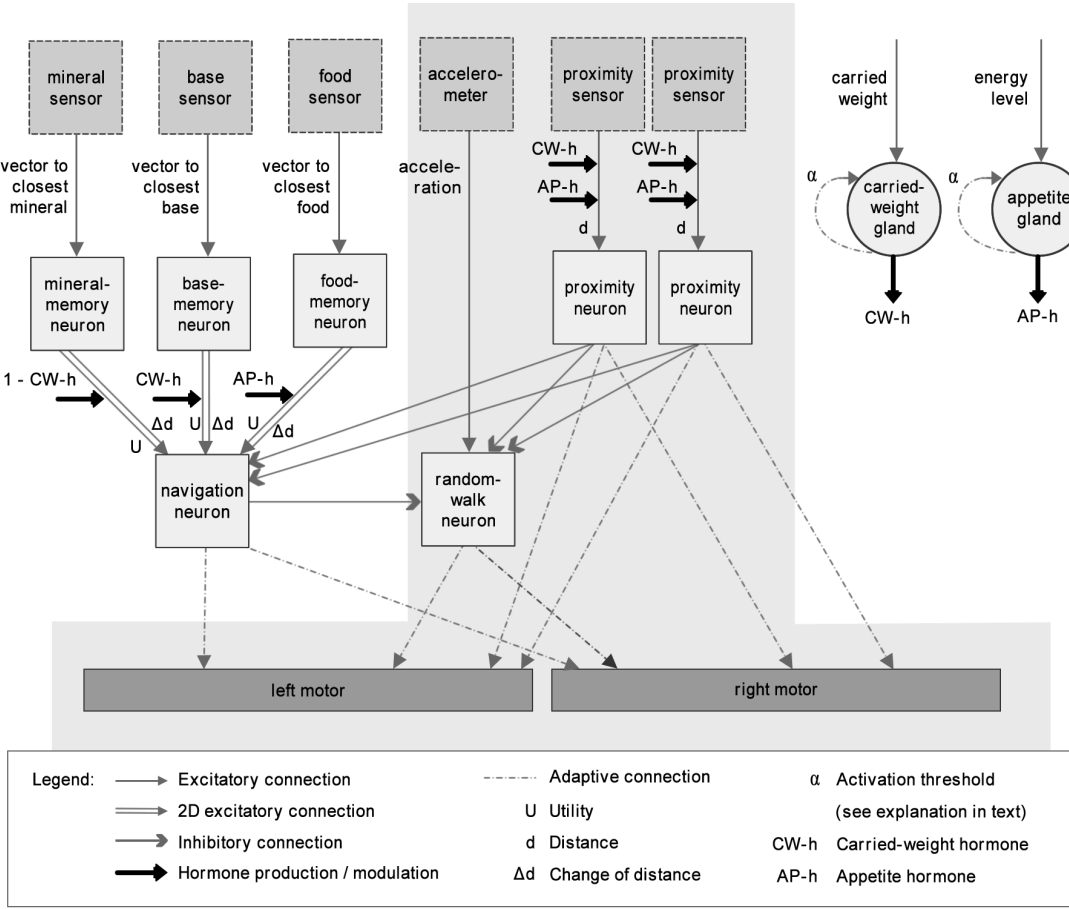 mineral
sensor
base
sensor
food
sensor
accelero-
meter
proximity
sensor
proximity
sensor
carried
weight
energy
level
vector to
closest
mineral
vector to
closest
base
vector to
closest
food
accele-
ration
CW-h
AP-h
d
CW-h
AP-h
d
α
carried-
weight
gland
α
appetite
gland
CW-h
AP-h
mineral-
memory
neuron
base-
memory
neuron
food-
memory
neuron
proximity
neuron
proximity
neuron
1 - CW-h
CW-h
AP-h
U
Δd
U
Δd
U
Δd
navigation
neuron
random-
walk
neuron
left motor
right motor
Legend:
Excitatory connection
2D excitatory connection
Inhibitory connection
Hormone production / modulation
Adaptive connection
U Utility
d Distance
Δd Change of distance
α Activation threshold
(see explanation in text)
CW-h Carried-weight hormone
AP-h Appetite hormone